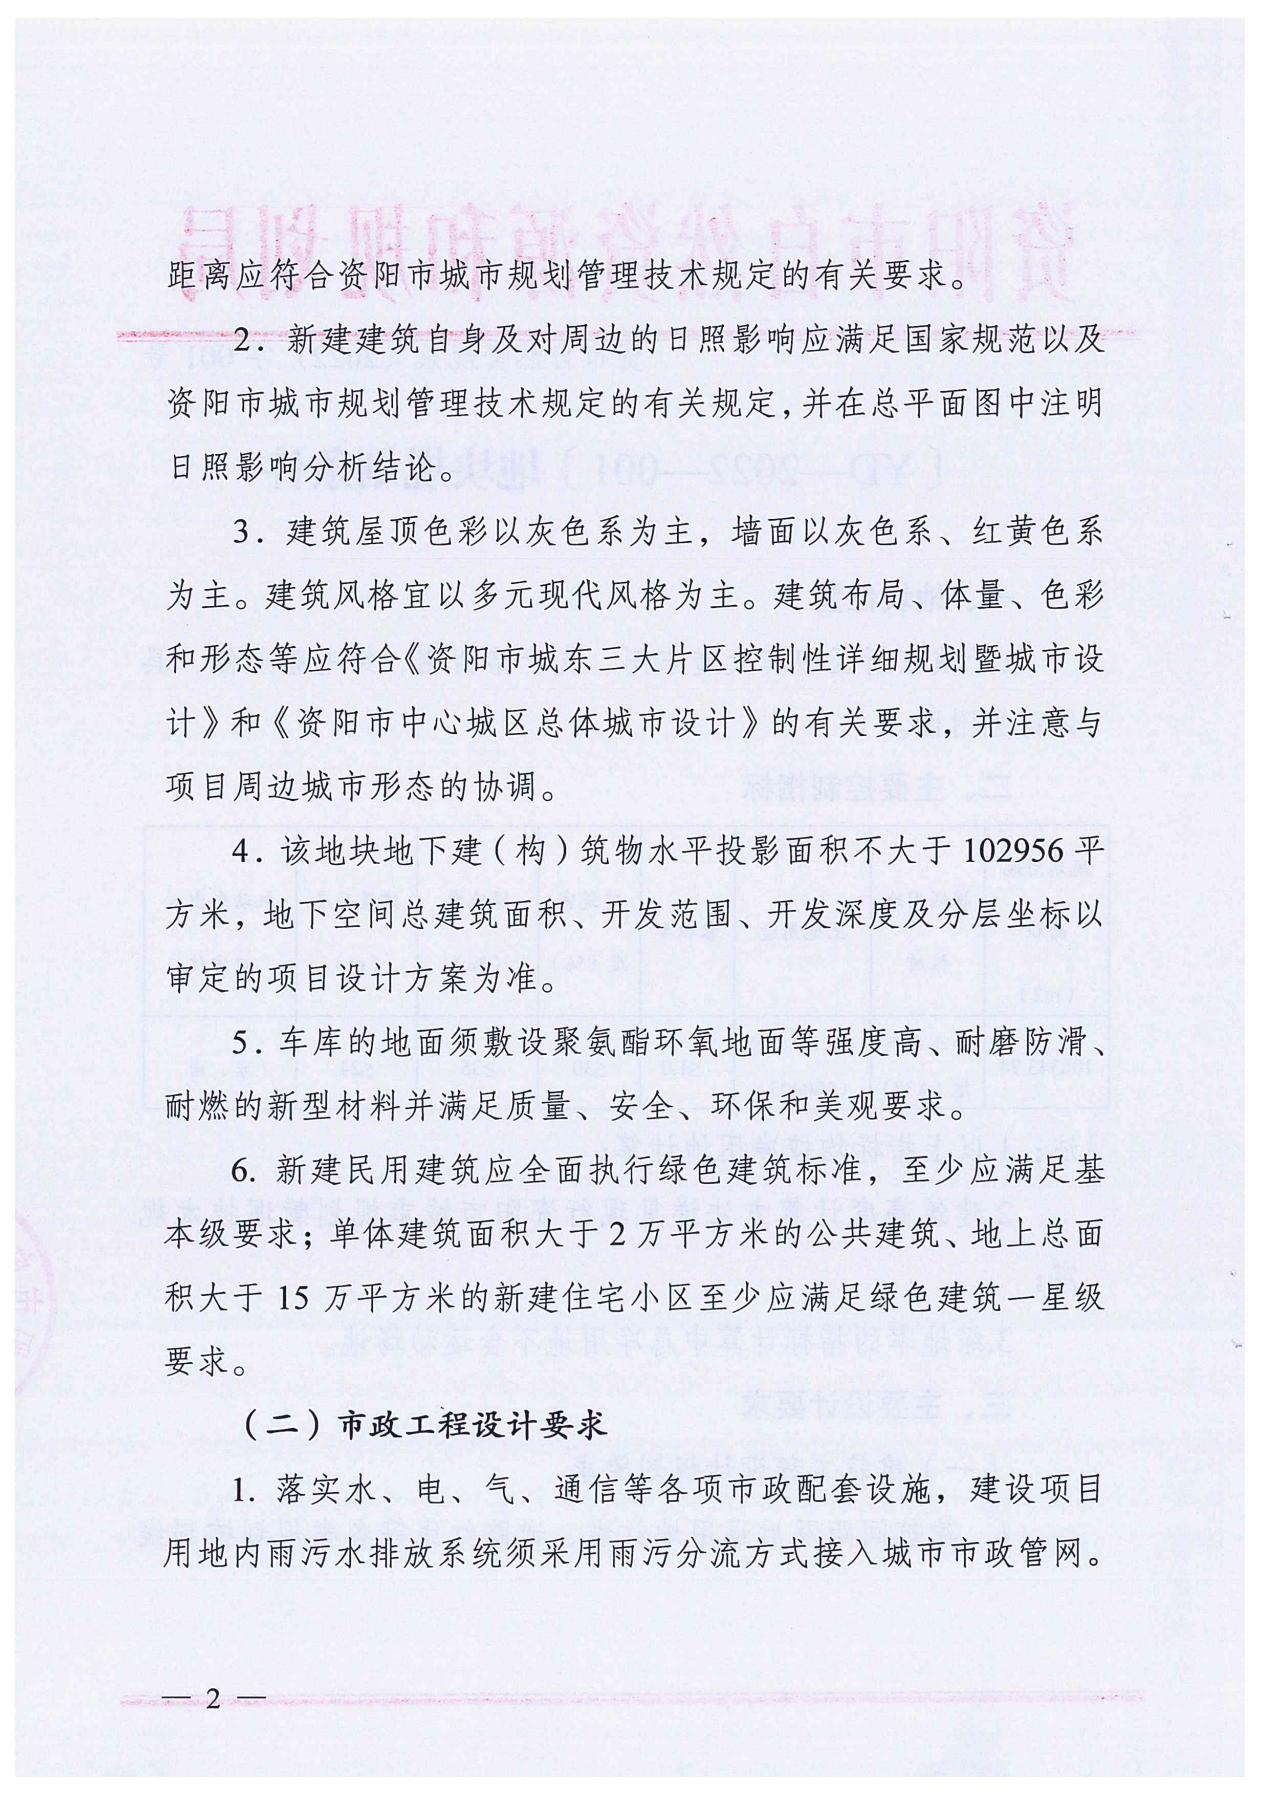 距离应符合资阳市城市规划管理技术规定的有关要求。
2. 新建建筑自身及对周边的日照影响应满足国家规范以及
资阳市城市规划管理技术规定的有关规定，并在总平面图中注明
日照影响分析结论。
3. 建筑屋顶色彩以灰色系为主，墙面以灰色系、红黄色系
为主。建筑风格宜以多元现代风格为主。建筑布局、体量、色彩
和形态等应符合《资阳市城东三大片区控制性详细规划暨城市设
计》和《资阳市中心城区总体城市设计》的有关要求，并注意与
项目周边城市形态的协调。
4. 该地块地下建（构）筑物水平投影面积不大于 102956 平
方米，地下空间总建筑面积、开发范围、开发深度及分层坐标以
审定的项目设计方案为准。
5. 车库的地面须敷设聚氨酯环氧地面等强度高、耐磨防滑、
耐燃的新型材料并满足质量、安全、环保和美观要求。
6. 新建民用建筑应全面执行绿色建筑标准，至少应满足基
本级要求；单体建筑面积大于 2 万平方米的公共建筑、地上总面
积大于 15 万平方米的新建住宅小区至少应满足绿色建筑一星级
要求。
（二）市政工程设计要求
1. 落实水、电、气、通信等各项市政配套设施，建设项目
用地内雨污水排放系统须采用雨污分流方式接入城市市政管网。
— 2 —